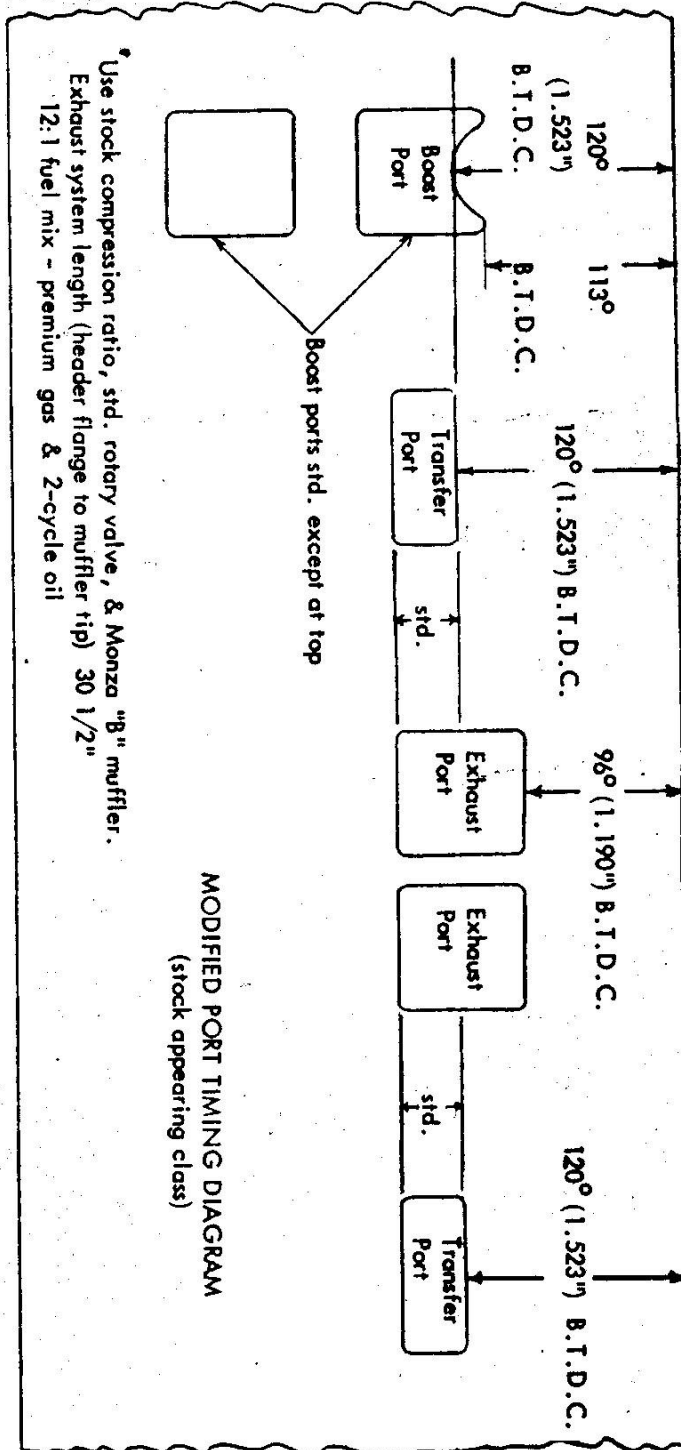 120°
(1.523")
B.T.D.C.
113°
B.T.D.C.
120° (1.523") B.T.D.C.
96° (1.190") B.T.D.C.
120° (1.523") B.T.D.C.
Boost
Port
Transfer
Port
std.
Exhaust
Port
Exhaust
Port
std.
Transfer
Port
Boost ports std. except at top
MODIFIED PORT TIMING DIAGRAM
(stock appearing class)
*Use stock compression ratio, std. rotary valve, & Monza "B" muffler.
Exhaust system length (header flange to muffler tip) 30 1/2"
12:1 fuel mix - premium gas & 2-cycle oil